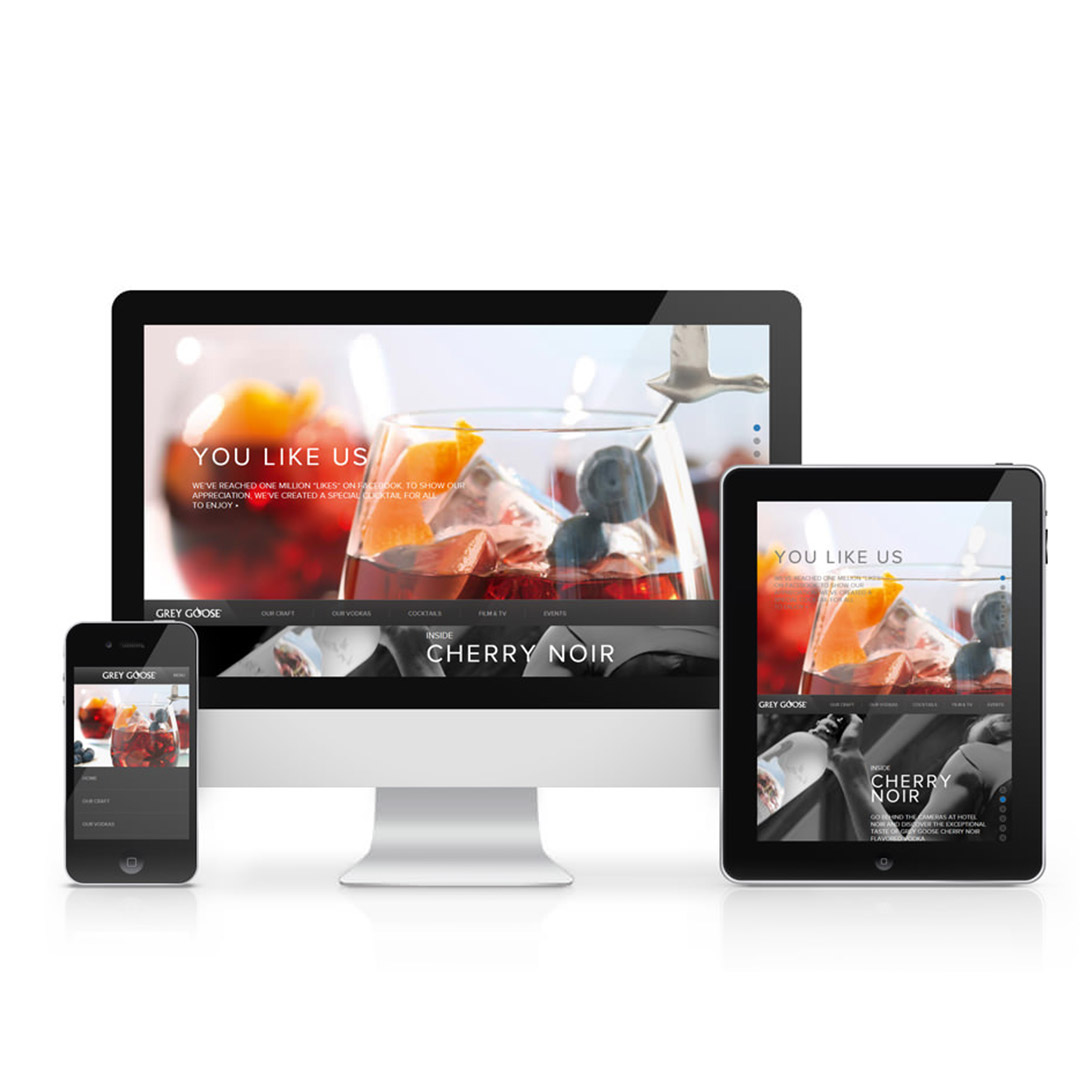 YOU LIKE US
WE'VE REACHED ONE MILLION "LIKES" ON FACEBOOK. TO SHOW OUR
APPRECIATION, WE'VE CREATED A SPECIAL COCKTAIL FOR ALL
TO ENJOY
GREY GOOSE
OUR CRAFT
OUR VODKAS
COCKTAILS
FILM & TV
EVENTS
INSIDE
CHERRY NOIR
GREY GOOSE
MENU
HOME
OUR CRAFT
OUR VODKAS
YOU LIKE US
WE'VE REACHED ONE MILLION "LIKES"
GREY GOOSE
OUR CRAFT
OUR VODKAS
COCKTAILS
FILM & TV
EVENTS
INSIDE
CHERRY
NOIR
GO BEHIND THE CAMERAS AT HOTEL
NOIR AND DISCOVER THE EXCEPTIONAL
TASTE OF GREY GOOSE CHERRY NOIR
FLAVORED VODKA